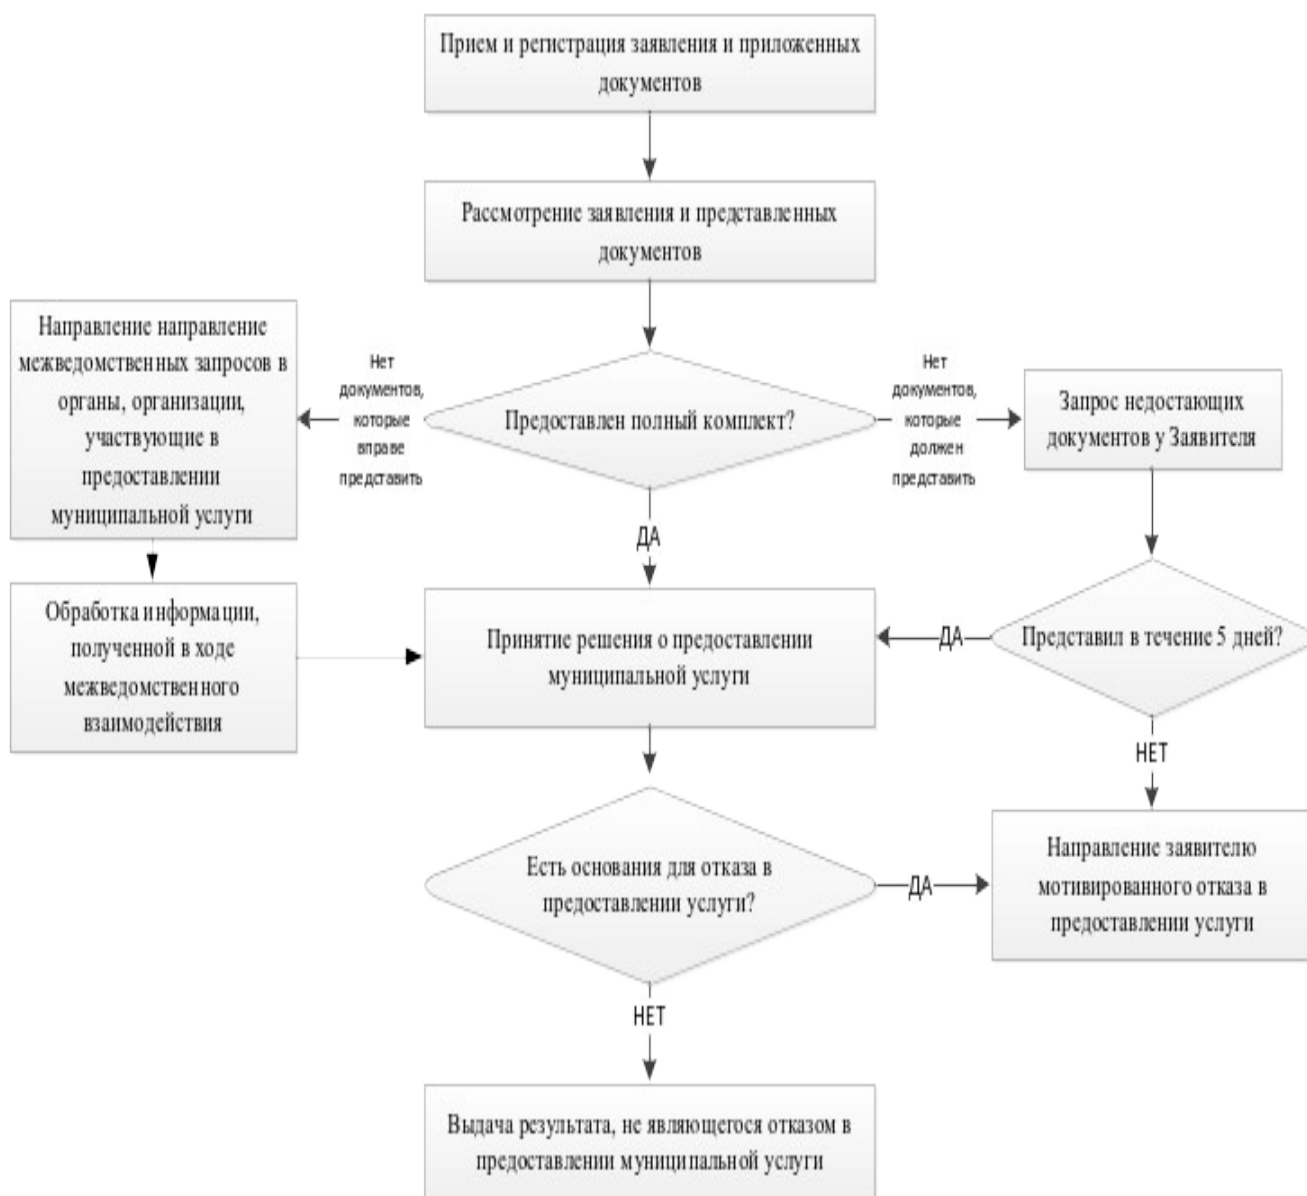 Прием и регистрация заявления и приложенных
документов
Рассмотрение заявления и представленных
документов
Направление направление
межведомственных запросов в
органы, организации,
участвующие в
предоставлении
муниципальной услуги
Нет
документов,
которые
вправе
представить
Предоставлен полный комплект?
Нет
документов,
которые
должен
представить
Запрос недостающих
документов у Заявителя
ДА
Обработка информации,
полученной в ходе
межведомственного
взаимодействия
Принятие решения о предоставлении
муниципальной услуги
ДА
Представил в течение 5 дней?
НЕТ
Есть основания для отказа в
предоставлении услуги?
ДА
Направление заявителю
мотивированного отказа в
предоставлении услуги
НЕТ
Выдача результата, не являющегося отказом в
предоставлении муниципальной услуги